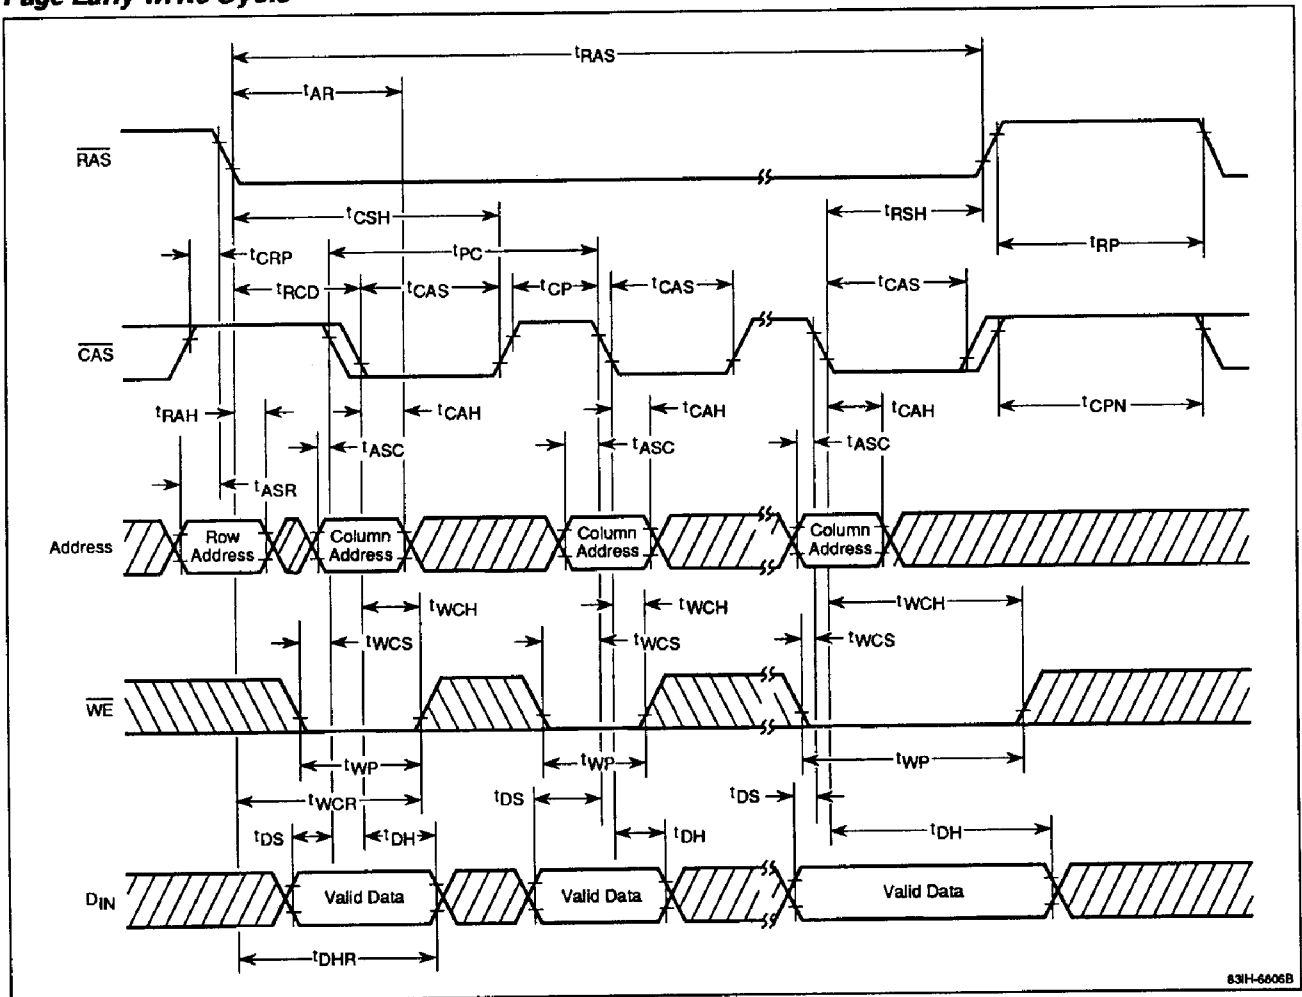 Page Early Write Cycle
tRAS
tAR
RAS
tCSH
tRSH
tCRP
tPC
tRP
tRCD
tCAS
tCP
tCAS
tCAS
CAS
tRAH
tCAH
tCAH
tCAH
tCPN
tASC
tASC
tASC
tASR
Address
Row
Address
Column
Address
Column
Address
Column
Address
tWCH
tWCH
tWCH
tWCS
tWCS
tWCS
WE
tWP
tWP
tWP
tWCR
tDS
tDS
tDS
tDH
tDH
tDH
DIN
Valid Data
Valid Data
Valid Data
tDHR
83IH-6806B